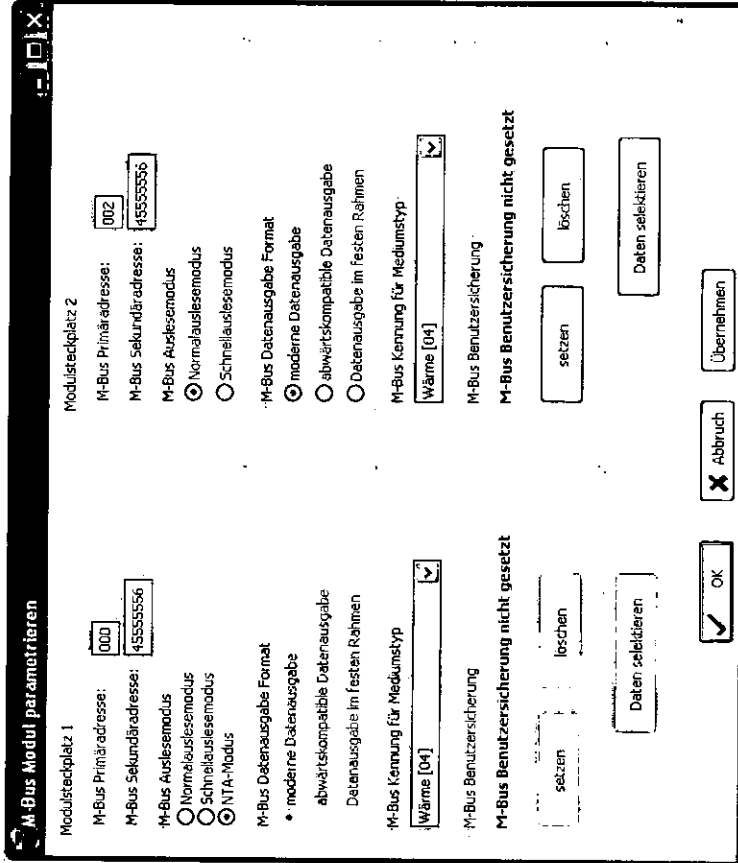 M-Bus Modul parametrieren
Modulsteckplatz 1
M-Bus Primäradresse: 000
M-Bus Sekundäradresse: 45555556
M-Bus Auslesemodus
Normalauslesemodus
Schnellauslesemodus
NTA-Modus
M-Bus Datenausgabe Format
moderne Datenausgabe
abwärtskompatible Datenausgabe
Datenausgabe im festen Rahmen
M-Bus Kennung für Mediumstyp
Wärme [04]
M-Bus Benutzersicherung
M-Bus Benutzersicherung nicht gesetzt
setzen
löschen
Daten selektieren
Modulsteckplatz 2
M-Bus Primäradresse: 002
M-Bus Sekundäradresse: 45555556
M-Bus Auslesemodus
Normalauslesemodus
Schnellauslesemodus
M-Bus Datenausgabe Format
moderne Datenausgabe
abwärtskompatible Datenausgabe
Datenausgabe im festen Rahmen
M-Bus Kennung für Mediumstyp
Wärme [04]
M-Bus Benutzersicherung
M-Bus Benutzersicherung nicht gesetzt
setzen
löschen
Daten selektieren
OK
Abbruch
Übernehmen